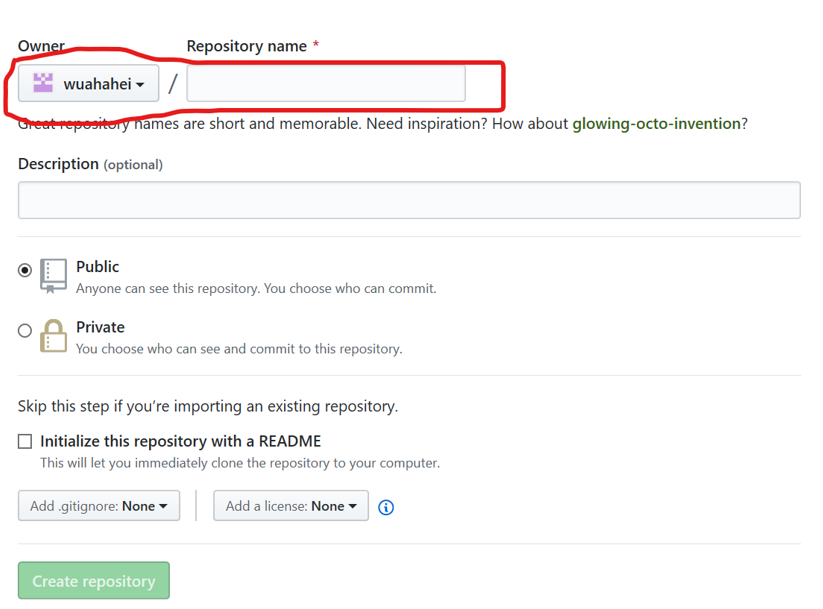 Owner Repository name *
wuahahei /
Great repository names are short and memorable. Need inspiration? How about glowing-octo-invention?
Description (optional)
Public
Anyone can see this repository. You choose who can commit.
Private
You choose who can see and commit to this repository.
Skip this step if you’re importing an existing repository.
Initialize this repository with a README
This will let you immediately clone the repository to your computer.
Add .gitignore: None Add a license: None
Create repository